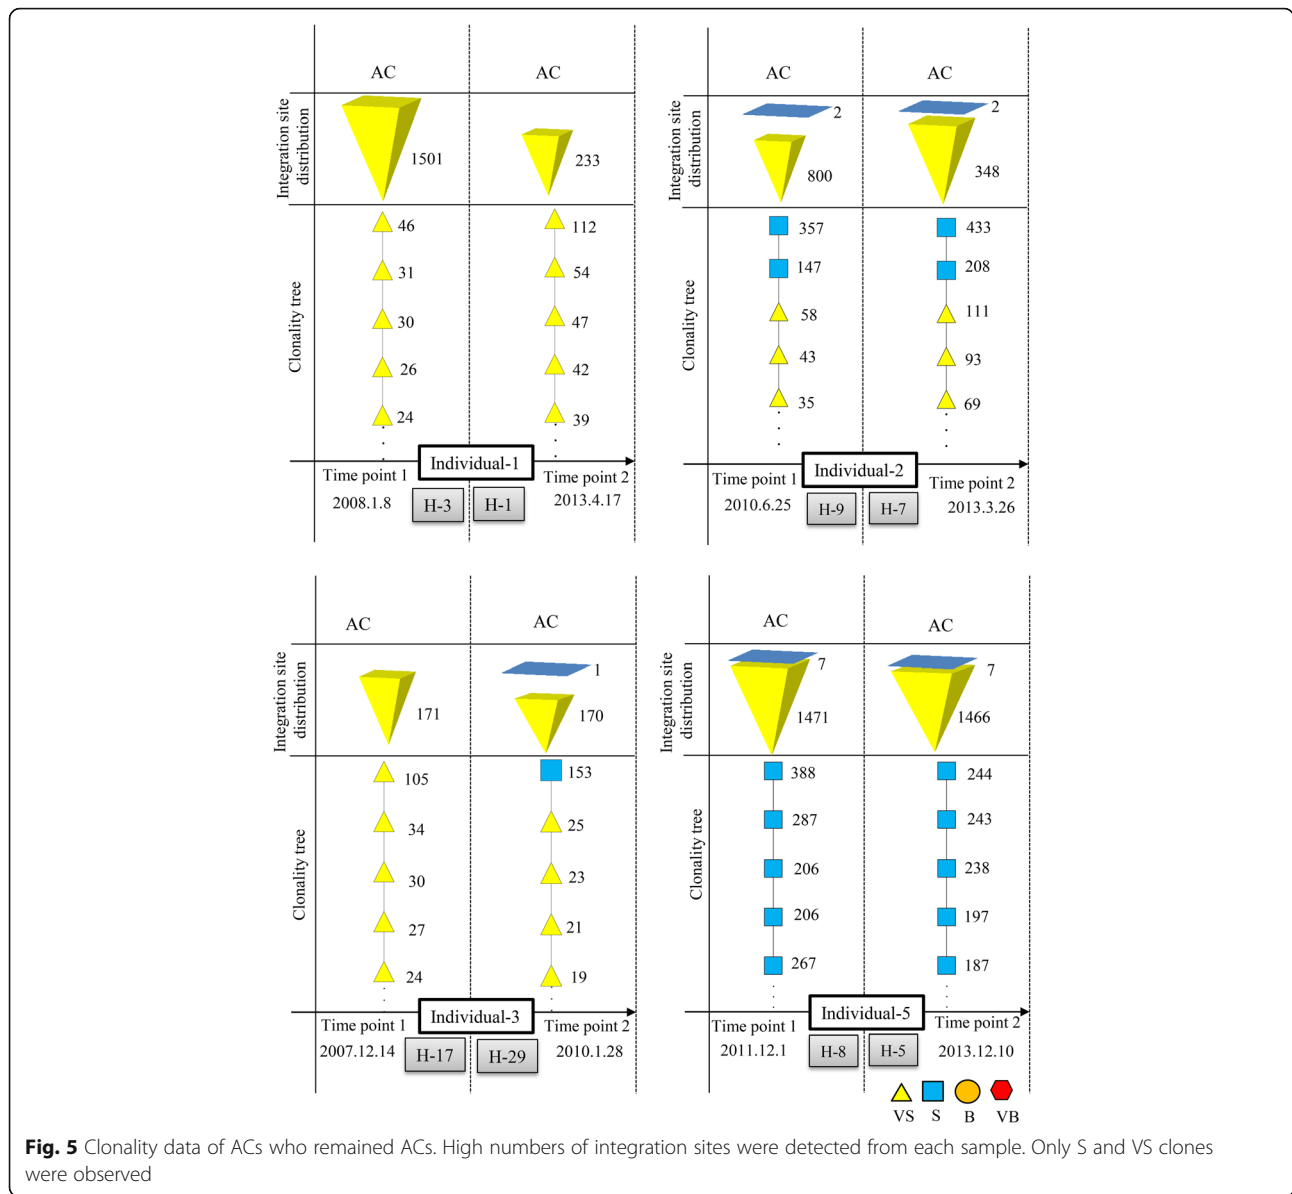 AC AC
Integration site distribution
1501 233
Clonality tree
46 112
31 54
30 47
26 42
24 39
Individual-1
Time point 1 Time point 2
2008.1.8 H-3 H-1 2013.4.17
AC AC
Integration site distribution
2 2
800 348
Clonality tree
357 433
147 208
58 111
43 93
35 69
Individual-2
Time point 1 Time point 2
2010.6.25 H-9 H-7 2013.3.26
AC AC
Integration site distribution
1
171 170
Clonality tree
105 153
34 25
30 23
27 21
24 19
Individual-3
Time point 1 Time point 2
2007.12.14 H-17 H-29 2010.1.28
AC AC
Integration site distribution
7 7
1471 1466
Clonality tree
388 244
287 243
206 238
206 197
267 187
Individual-5
Time point 1 Time point 2
2011.12.1 H-8 H-5 2013.12.10
VS S B VB
Fig. 5 Clonality data of ACs who remained ACs. High numbers of integration sites were detected from each sample. Only S and VS clones
were observed